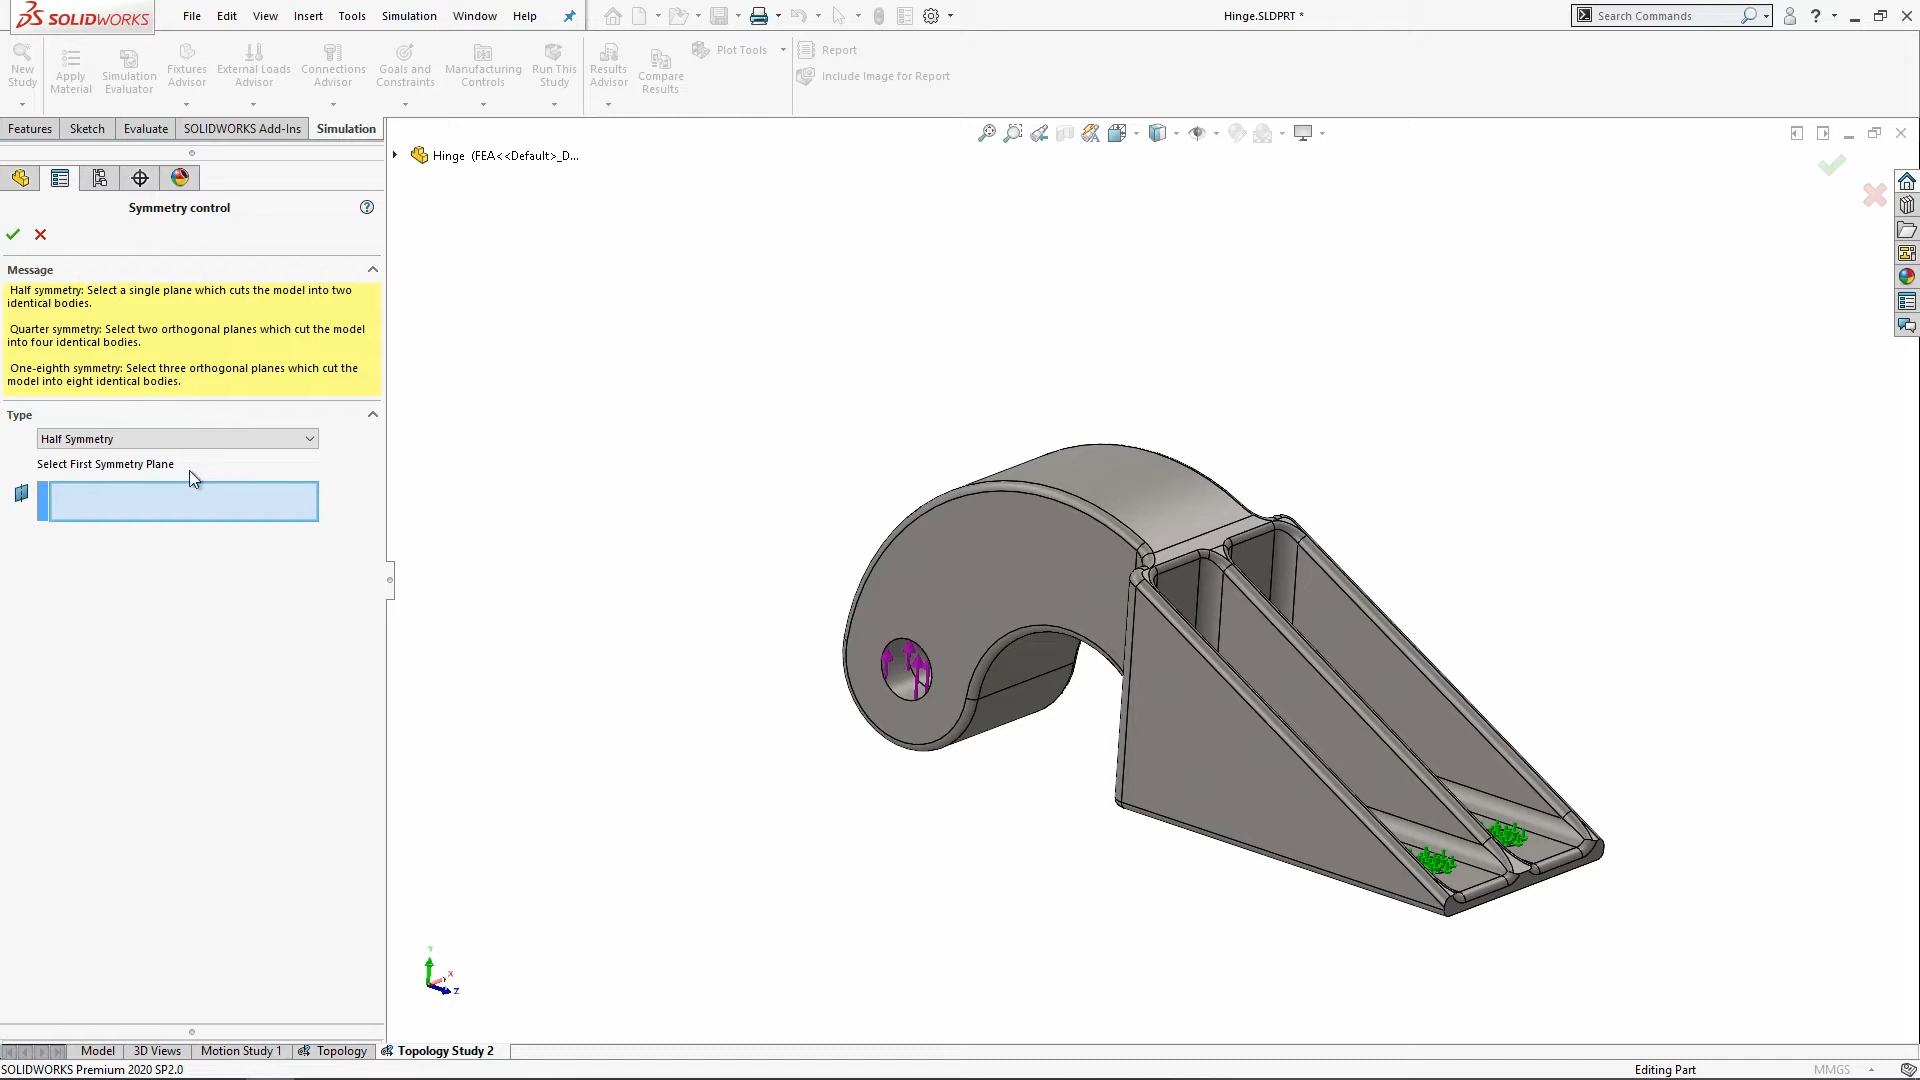 SOLIDWORKS
File
Edit
View
Insert
Tools
Simulation
Window
Help
Hinge.SLDPRT *
Search Commands
?
New
Study
Apply
Material
Simulation
Evaluator
Fixtures
Advisor
External Loads
Advisor
Connections
Advisor
Goals and
Constraints
Manufacturing
Controls
Run This
Study
Results
Advisor
Compare
Results
Plot Tools
Report
Include Image for Report
Features
Sketch
Evaluate
SOLIDWORKS Add-Ins
Simulation
Hinge (FEA<<Default>_D...
Symmetry control
?
Message
Half symmetry: Select a single plane which cuts the model into two
identical bodies.
Quarter symmetry: Select two orthogonal planes which cut the model
into four identical bodies.
One-eighth symmetry: Select three orthogonal planes which cut the
model into eight identical bodies.
Type
Half Symmetry
Select First Symmetry Plane
Y
X
Z
Model
3D Views
Motion Study 1
Topology
Topology Study 2
SOLIDWORKS Premium 2020 SP2.0
Editing Part
MMGS